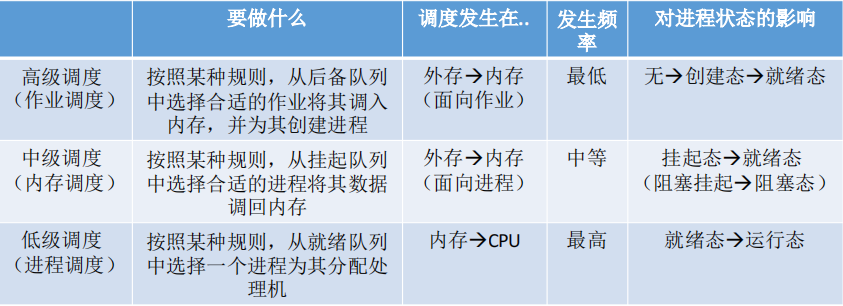 要做什么
调度发生在..
发生频
率
对进程状态的影响
高级调度
（作业调度）
按照某种规则，从后备队列
中选择合适的作业将其调入
内存，并为其创建进程
外存→内存
（面向作业）
最低
无→创建态→就绪态
中级调度
（内存调度）
按照某种规则，从挂起队列
中选择合适的进程将其数据
调回内存
外存→内存
（面向进程）
中等
挂起态→就绪态
（阻塞挂起→阻塞态）
低级调度
（进程调度）
按照某种规则，从就绪队列
中选择一个进程为其分配处
理机
内存→CPU
最高
就绪态→运行态